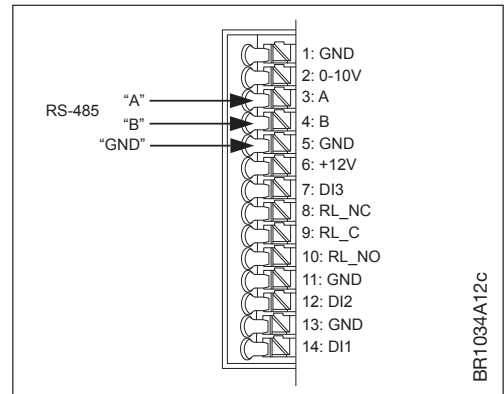 RS-485
"A"
"B"
"GND"
1: GND
2: 0-10V
3: A
4: B
5: GND
6: +12V
7: DI3
8: RL_NC
9: RL_C
10: RL_NO
11: GND
12: DI2
13: GND
14: DI1
BR1034A12c